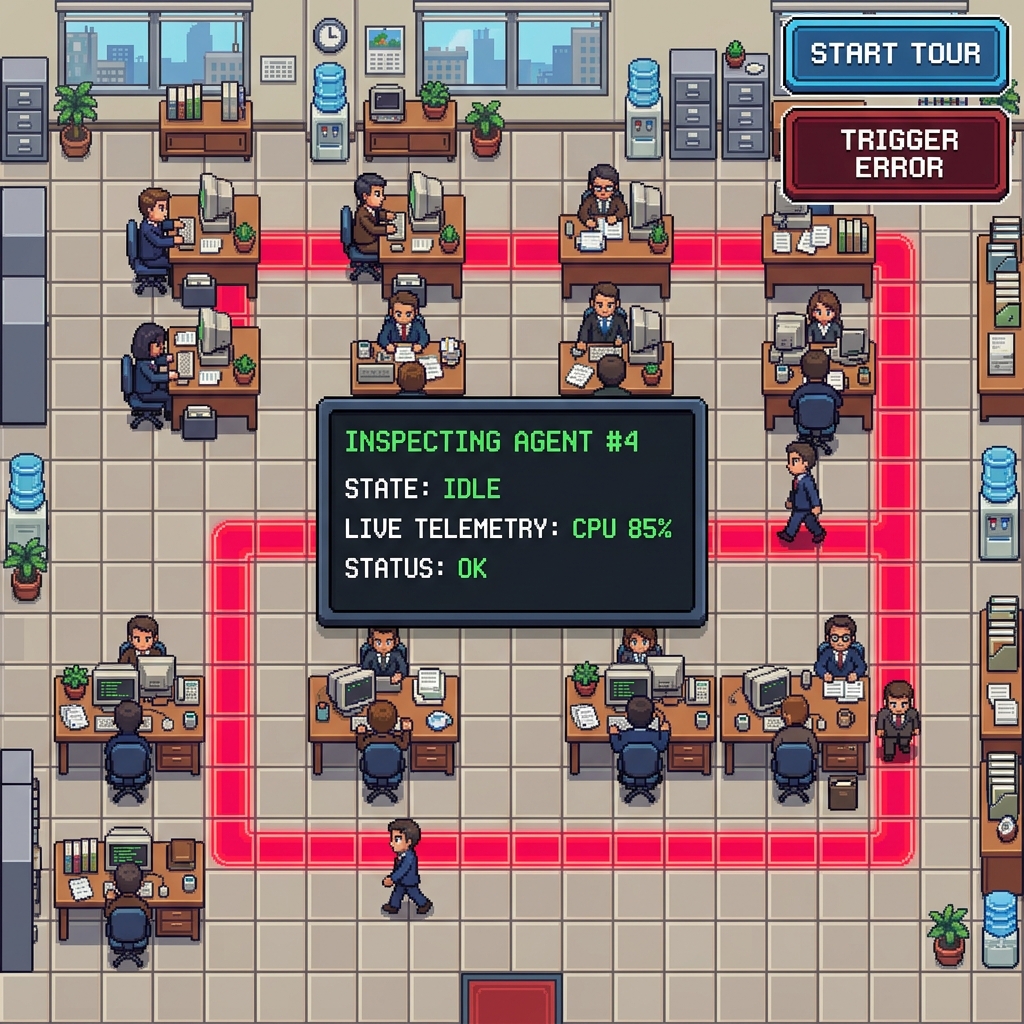 START TOUR
TRIGGER
ERROR
INSPECTING AGENT #4
STATE: IDLE
LIVE TELEMETRY: CPU 85%
STATUS: OK